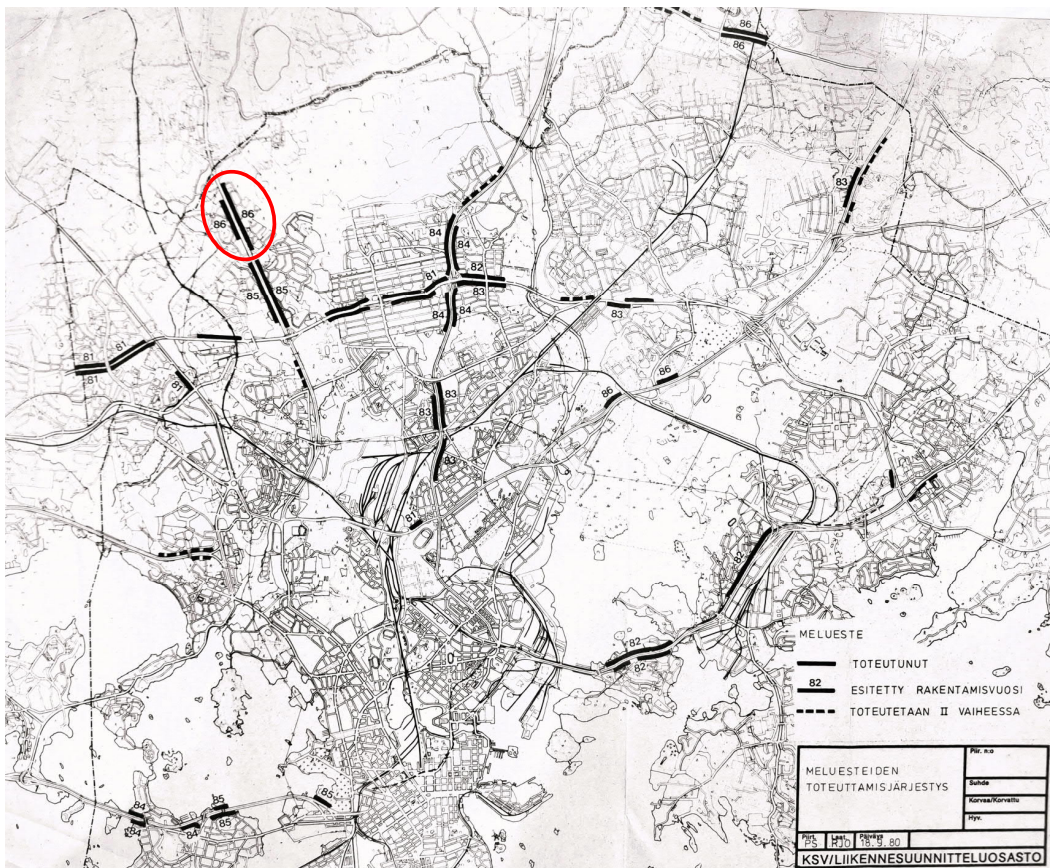 86
86
86
86
83
84
84
81
82
83
84
84
85
85
83
81
81
81
86
86
83
83
83
81
82
82
82
85
84
84
84
85
85
MELUESTE
TOTEUTUNUT
82 ESITETTY RAKENTAMISVUOSI
TOTEUTETAAN II VAIHEESSA
MELUESTEIDEN
TOTEUTTAMISJÄRJESTYS
Piir. n:o
Suhde
Korvaa/Korvattu
Hyv.
Piirt. PS
Laat. RJO
Päiväys 18.9.80
KSV/LIIKENNESUUNNITTELUOSASTO